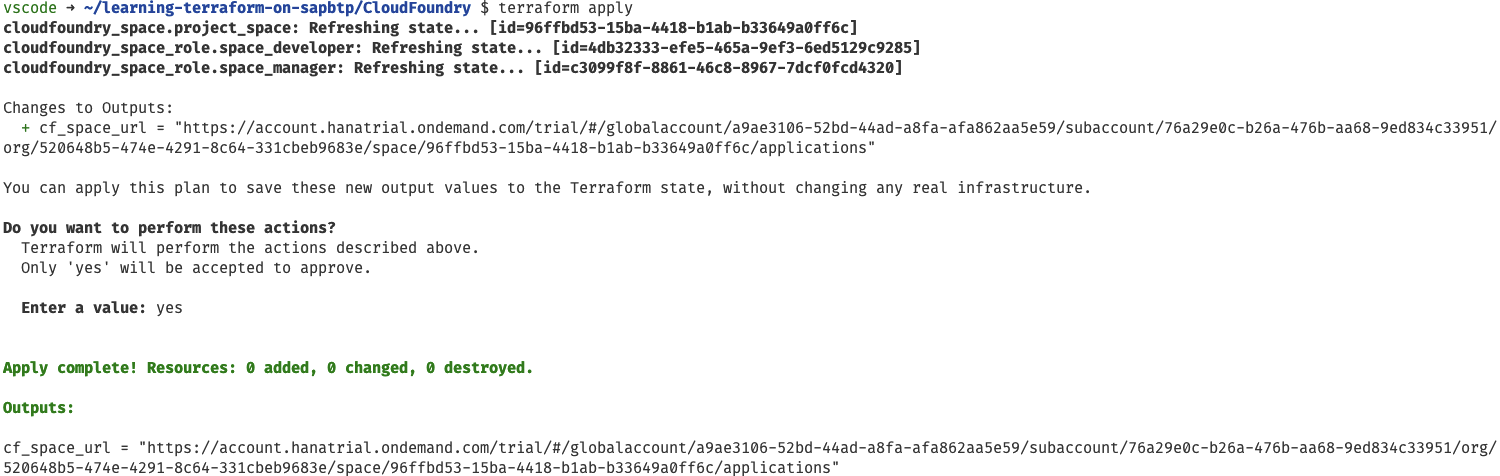 vscode → ~/learning-terraform-on-sapbtp/CloudFoundry $ terraform apply
cloudfoundry_space.project_space: Refreshing state... [id=96ffbd53-15ba-4418-b1ab-b33649a0ff6c]
cloudfoundry_space_role.space_developer: Refreshing state... [id=4db32333-efe5-465a-9ef3-6ed5129c9285]
cloudfoundry_space_role.space_manager: Refreshing state... [id=c3099f8f-8861-46c8-8967-7dcf0fcd4320]
Changes to Outputs:
+ cf_space_url = "https://account.hanatrial.ondemand.com/trial/#/globalaccount/a9ae3106-52bd-44ad-a8fa-afa862aa5e59/subaccount/76a29e0c-b26a-476b-aa68-9ed834c33951/
org/520648b5-474e-4291-8c64-331cbeb9683e/space/96ffbd53-15ba-4418-b1ab-b33649a0ff6c/applications"
You can apply this plan to save these new output values to the Terraform state, without changing any real infrastructure.
Do you want to perform these actions?
Terraform will perform the actions described above.
Only 'yes' will be accepted to approve.
Enter a value: yes
Apply complete! Resources: 0 added, 0 changed, 0 destroyed.
Outputs:
cf_space_url = "https://account.hanatrial.ondemand.com/trial/#/globalaccount/a9ae3106-52bd-44ad-a8fa-afa862aa5e59/subaccount/76a29e0c-b26a-476b-aa68-9ed834c33951/org/
520648b5-474e-4291-8c64-331cbeb9683e/space/96ffbd53-15ba-4418-b1ab-b33649a0ff6c/applications"